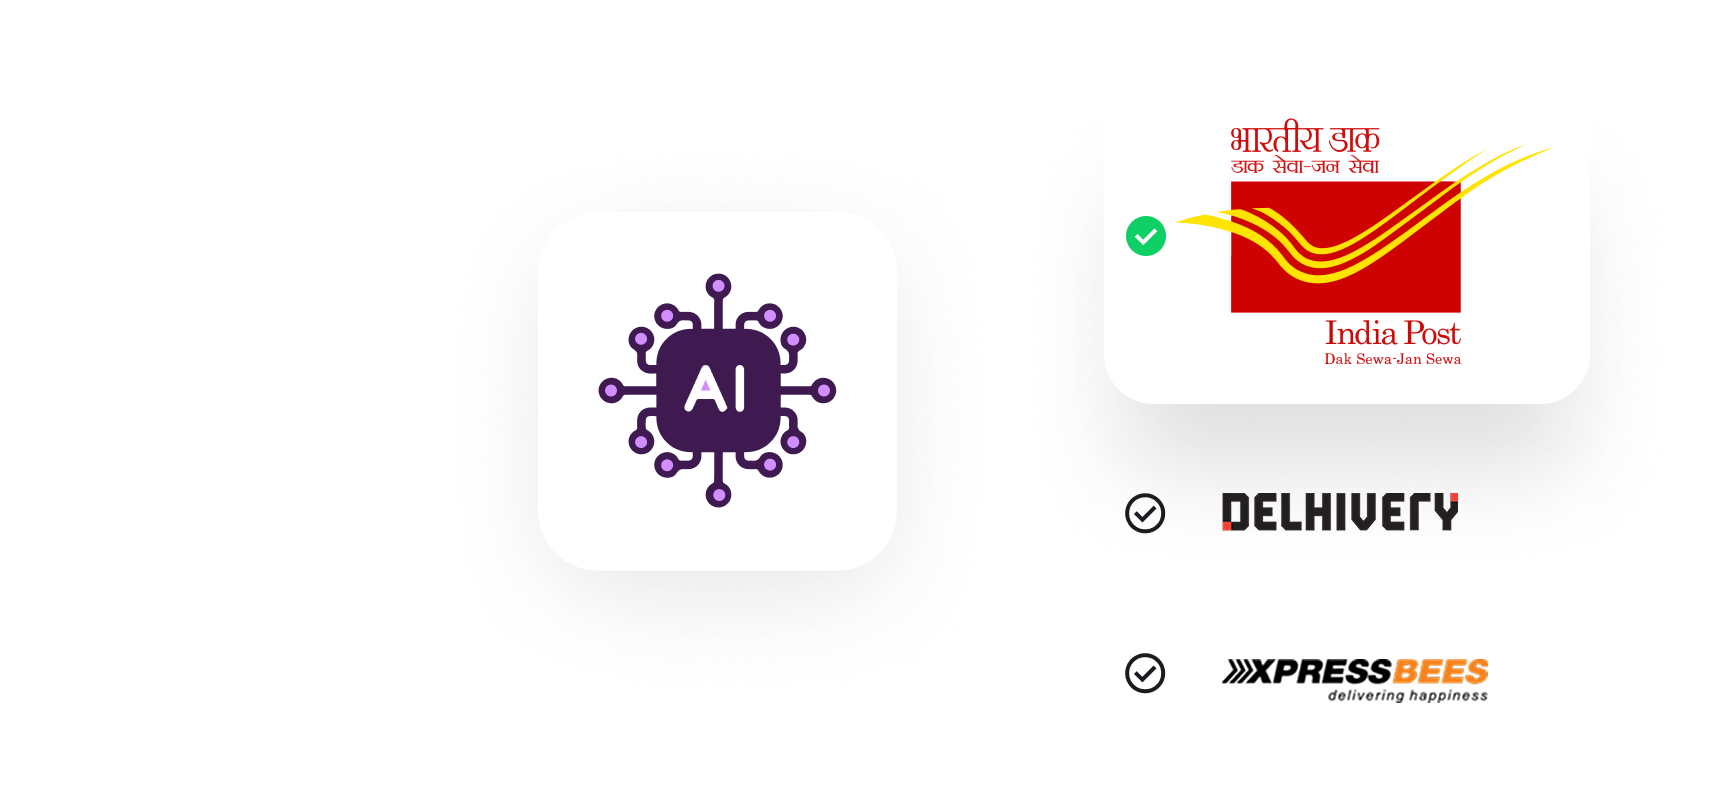 AI
भारतीय डाक
डाक सेवा-जन सेवा
India Post
Dak Sewa-Jan Sewa
DELHIVERY
XPRESSBEES
delivering happiness